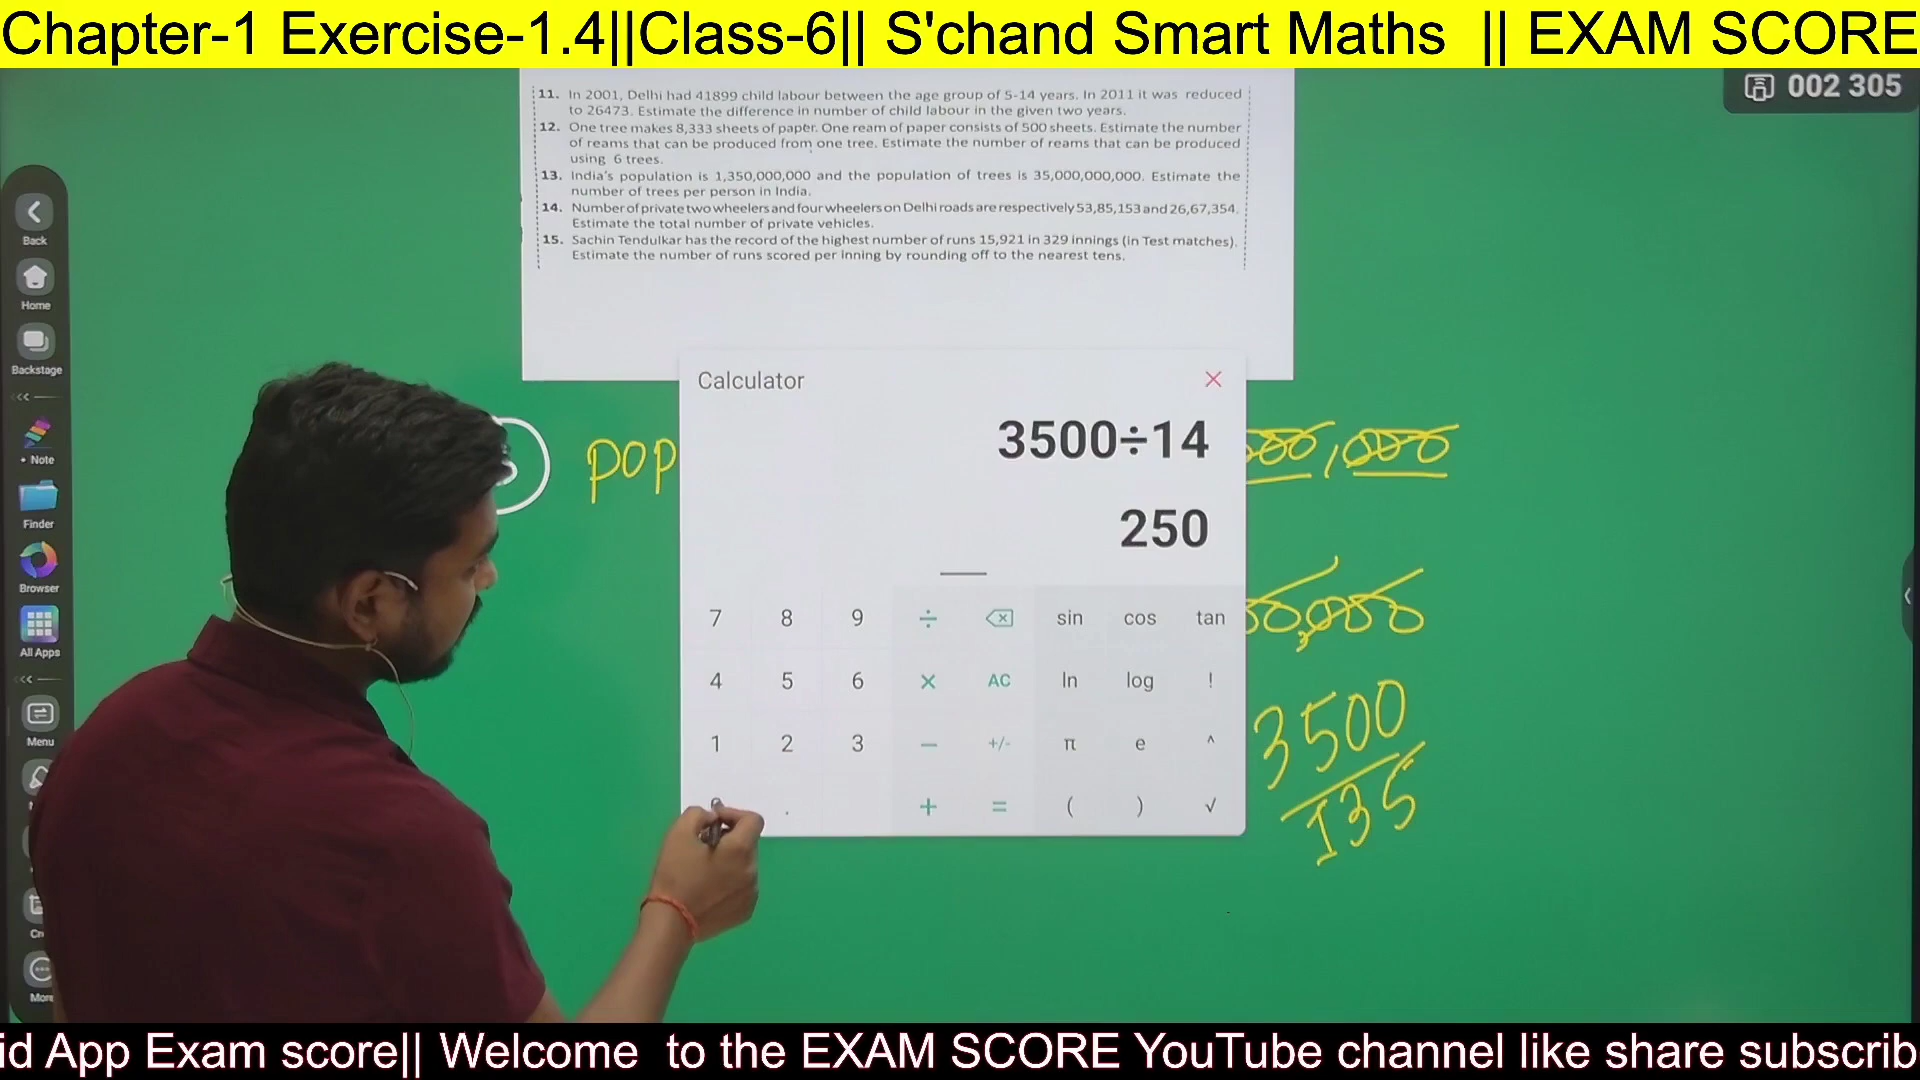 Chapter-1 Exercise-1.4||Class-6|| S'chand Smart Maths || EXAM SCORE
002 305
11. In 2001, Delhi had 41899 child labour between the age group of 5-14 years. In 2011 it was reduced
to 26473. Estimate the difference in number of child labour in the given two years.
12. One tree makes 8,333 sheets of paper. One ream of paper consists of 500 sheets. Estimate the number
of reams that can be produced from one tree. Estimate the number of reams that can be produced
using 6 trees.
13. India's population is 1,350,000,000 and the population of trees is 35,000,000,000. Estimate the
number of trees per person in India.
14. Number of private two wheelers and four wheelers on Delhi roads are respectively 53,85,153 and 26,67,354.
Estimate the total number of private vehicles.
15. Sachin Tendulkar has the record of the highest number of runs 15,921 in 329 innings (in Test matches).
Estimate the number of runs scored per inning by rounding off to the nearest tens.
Back
Home
Backstage
Note
Finder
Browser
All Apps
Menu
More
Calculator
3500÷14
250
7 8 9 ÷ sin cos tan
4 5 6 × AC ln log !
1 2 3 − +/- π e ^
. + = ( ) √
pop
000,000
00,000
3500
135
id App Exam score|| Welcome to the EXAM SCORE YouTube channel like share subscrib